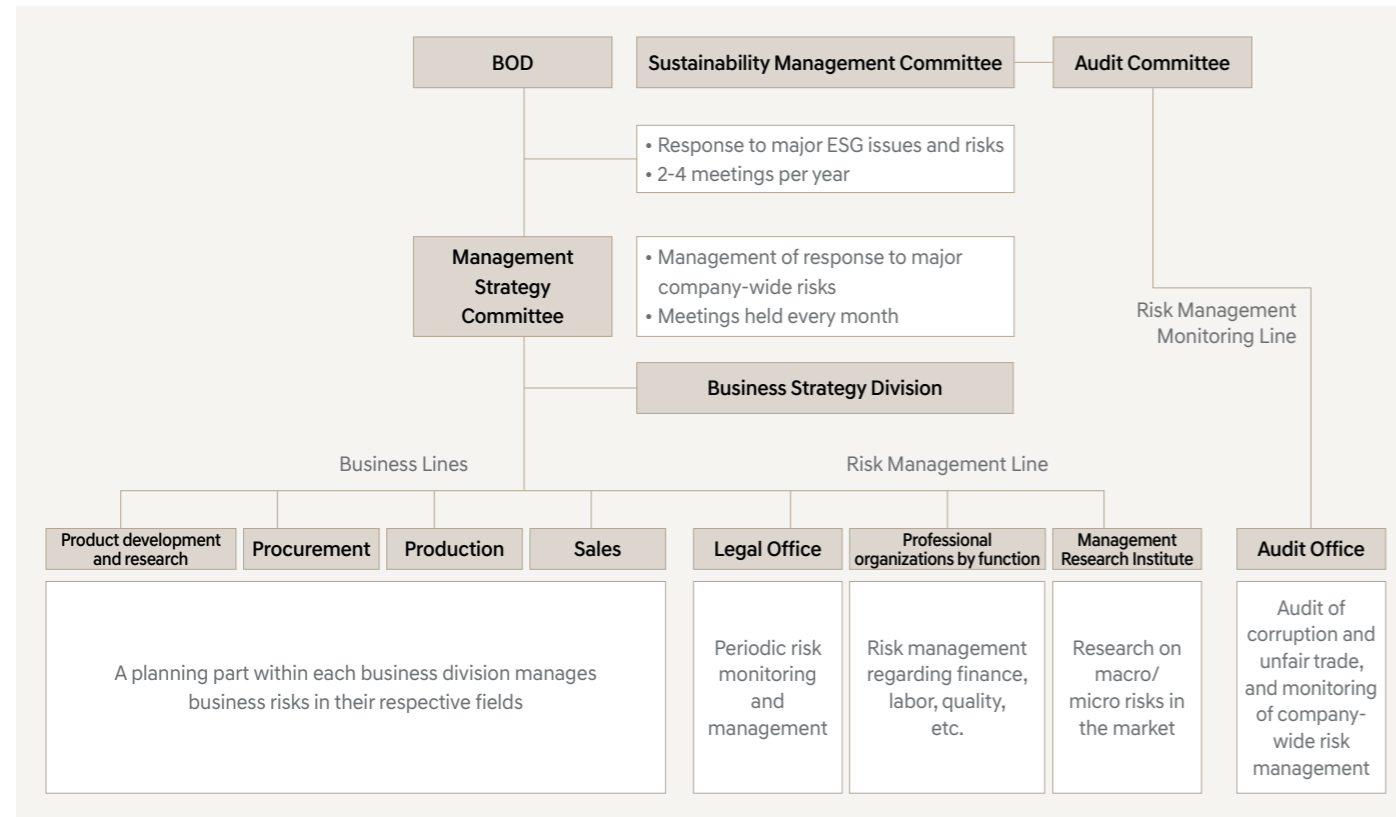 BOD
Sustainability Management Committee
Audit Committee
• Response to major ESG issues and risks
• 2-4 meetings per year
Management
Strategy
Committee
• Management of response to major
company-wide risks
• Meetings held every month
Risk Management
Monitoring Line
Business Strategy Division
Business Lines
Risk Management Line
Product development
and research
Procurement
Production
Sales
Legal Office
Professional
organizations by function
Management
Research Institute
Audit Office
A planning part within each business division manages
business risks in their respective fields
Periodic risk
monitoring
and
management
Risk management
regarding finance,
labor, quality,
etc.
Research on
macro/
micro risks in
the market
Audit of
corruption and
unfair trade,
and monitoring
of company-
wide risk
management